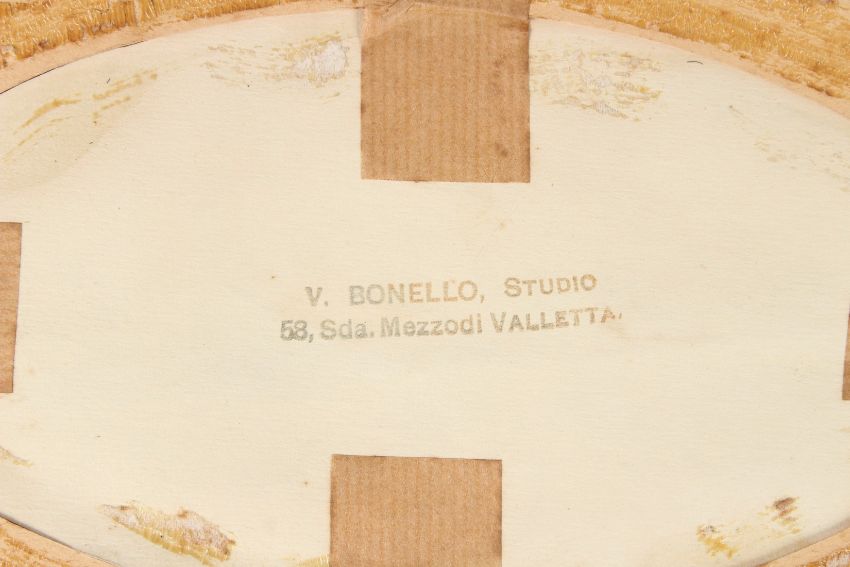 V. BONELLO, STUDIO
58, Sda. Mezzodi VALLETTA.